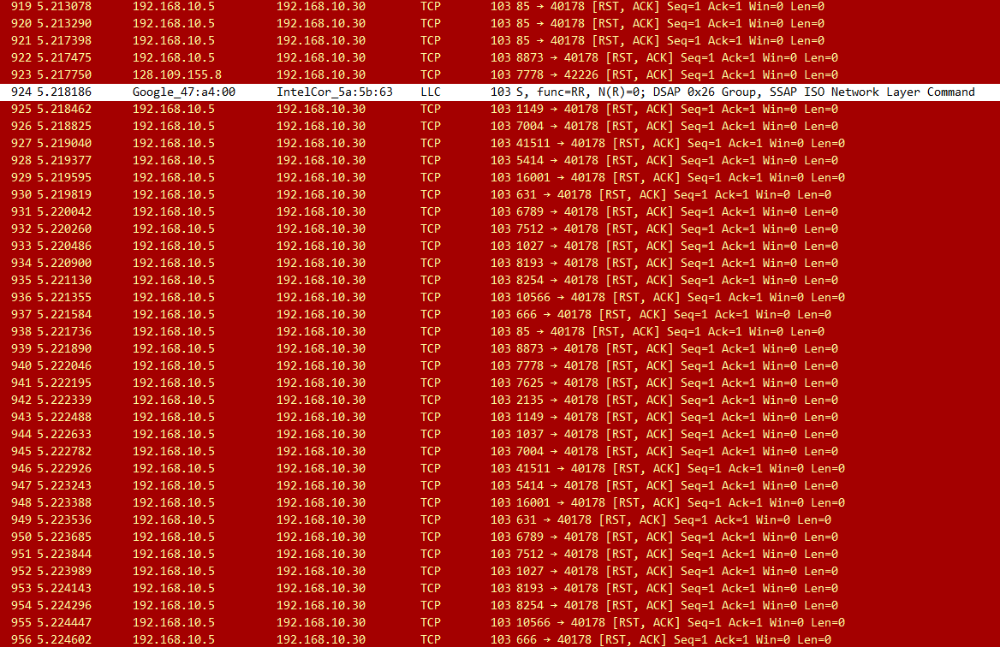 919 5.213078 192.168.10.5 192.168.10.30 TCP 103 85 → 40178 [RST, ACK] Seq=1 Ack=1 Win=0 Len=0
920 5.213290 192.168.10.5 192.168.10.30 TCP 103 85 → 40178 [RST, ACK] Seq=1 Ack=1 Win=0 Len=0
921 5.217398 192.168.10.5 192.168.10.30 TCP 103 85 → 40178 [RST, ACK] Seq=1 Ack=1 Win=0 Len=0
922 5.217475 192.168.10.5 192.168.10.30 TCP 103 8873 → 40178 [RST, ACK] Seq=1 Ack=1 Win=0 Len=0
923 5.217750 128.109.155.8 192.168.10.30 TCP 103 7778 → 42226 [RST, ACK] Seq=1 Ack=1 Win=0 Len=0
924 5.218186 Google_47:a4:00 IntelCor_5a:5b:63 LLC 103 S, func=RR, N(R)=0; DSAP 0x26 Group, SSAP ISO Network Layer Command
925 5.218462 192.168.10.5 192.168.10.30 TCP 103 1149 → 40178 [RST, ACK] Seq=1 Ack=1 Win=0 Len=0
926 5.218825 192.168.10.5 192.168.10.30 TCP 103 7004 → 40178 [RST, ACK] Seq=1 Ack=1 Win=0 Len=0
927 5.219040 192.168.10.5 192.168.10.30 TCP 103 41511 → 40178 [RST, ACK] Seq=1 Ack=1 Win=0 Len=0
928 5.219377 192.168.10.5 192.168.10.30 TCP 103 5414 → 40178 [RST, ACK] Seq=1 Ack=1 Win=0 Len=0
929 5.219595 192.168.10.5 192.168.10.30 TCP 103 16001 → 40178 [RST, ACK] Seq=1 Ack=1 Win=0 Len=0
930 5.219819 192.168.10.5 192.168.10.30 TCP 103 631 → 40178 [RST, ACK] Seq=1 Ack=1 Win=0 Len=0
931 5.220042 192.168.10.5 192.168.10.30 TCP 103 6789 → 40178 [RST, ACK] Seq=1 Ack=1 Win=0 Len=0
932 5.220260 192.168.10.5 192.168.10.30 TCP 103 7512 → 40178 [RST, ACK] Seq=1 Ack=1 Win=0 Len=0
933 5.220486 192.168.10.5 192.168.10.30 TCP 103 1027 → 40178 [RST, ACK] Seq=1 Ack=1 Win=0 Len=0
934 5.220900 192.168.10.5 192.168.10.30 TCP 103 8193 → 40178 [RST, ACK] Seq=1 Ack=1 Win=0 Len=0
935 5.221130 192.168.10.5 192.168.10.30 TCP 103 8254 → 40178 [RST, ACK] Seq=1 Ack=1 Win=0 Len=0
936 5.221355 192.168.10.5 192.168.10.30 TCP 103 10566 → 40178 [RST, ACK] Seq=1 Ack=1 Win=0 Len=0
937 5.221584 192.168.10.5 192.168.10.30 TCP 103 666 → 40178 [RST, ACK] Seq=1 Ack=1 Win=0 Len=0
938 5.221736 192.168.10.5 192.168.10.30 TCP 103 85 → 40178 [RST, ACK] Seq=1 Ack=1 Win=0 Len=0
939 5.221890 192.168.10.5 192.168.10.30 TCP 103 8873 → 40178 [RST, ACK] Seq=1 Ack=1 Win=0 Len=0
940 5.222046 192.168.10.5 192.168.10.30 TCP 103 7778 → 40178 [RST, ACK] Seq=1 Ack=1 Win=0 Len=0
941 5.222195 192.168.10.5 192.168.10.30 TCP 103 7625 → 40178 [RST, ACK] Seq=1 Ack=1 Win=0 Len=0
942 5.222339 192.168.10.5 192.168.10.30 TCP 103 2135 → 40178 [RST, ACK] Seq=1 Ack=1 Win=0 Len=0
943 5.222488 192.168.10.5 192.168.10.30 TCP 103 1149 → 40178 [RST, ACK] Seq=1 Ack=1 Win=0 Len=0
944 5.222633 192.168.10.5 192.168.10.30 TCP 103 1037 → 40178 [RST, ACK] Seq=1 Ack=1 Win=0 Len=0
945 5.222782 192.168.10.5 192.168.10.30 TCP 103 7004 → 40178 [RST, ACK] Seq=1 Ack=1 Win=0 Len=0
946 5.222926 192.168.10.5 192.168.10.30 TCP 103 41511 → 40178 [RST, ACK] Seq=1 Ack=1 Win=0 Len=0
947 5.223243 192.168.10.5 192.168.10.30 TCP 103 5414 → 40178 [RST, ACK] Seq=1 Ack=1 Win=0 Len=0
948 5.223388 192.168.10.5 192.168.10.30 TCP 103 16001 → 40178 [RST, ACK] Seq=1 Ack=1 Win=0 Len=0
949 5.223536 192.168.10.5 192.168.10.30 TCP 103 631 → 40178 [RST, ACK] Seq=1 Ack=1 Win=0 Len=0
950 5.223685 192.168.10.5 192.168.10.30 TCP 103 6789 → 40178 [RST, ACK] Seq=1 Ack=1 Win=0 Len=0
951 5.223844 192.168.10.5 192.168.10.30 TCP 103 7512 → 40178 [RST, ACK] Seq=1 Ack=1 Win=0 Len=0
952 5.223989 192.168.10.5 192.168.10.30 TCP 103 1027 → 40178 [RST, ACK] Seq=1 Ack=1 Win=0 Len=0
953 5.224143 192.168.10.5 192.168.10.30 TCP 103 8193 → 40178 [RST, ACK] Seq=1 Ack=1 Win=0 Len=0
954 5.224296 192.168.10.5 192.168.10.30 TCP 103 8254 → 40178 [RST, ACK] Seq=1 Ack=1 Win=0 Len=0
955 5.224447 192.168.10.5 192.168.10.30 TCP 103 10566 → 40178 [RST, ACK] Seq=1 Ack=1 Win=0 Len=0
956 5.224602 192.168.10.5 192.168.10.30 TCP 103 666 → 40178 [RST, ACK] Seq=1 Ack=1 Win=0 Len=0